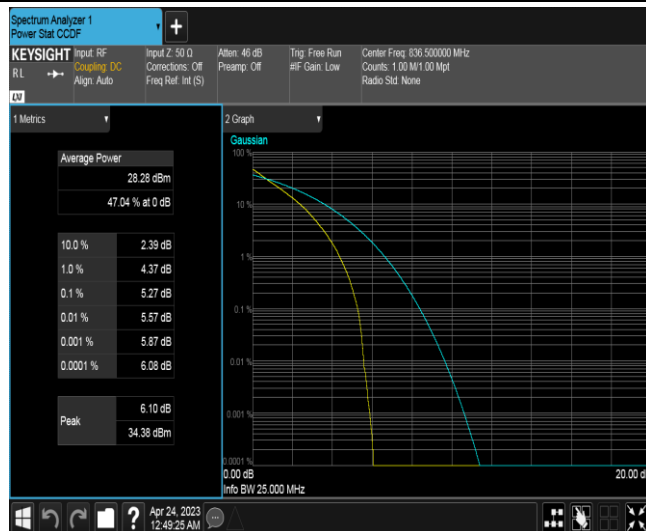 Spectrum Analyzer 1
Power Stat CCDF
+
KEYSIGHT
RL
LXI
Input: RF
Coupling: DC
Align: Auto
Input Z: 50 Ω
Corrections: Off
Freq Ref: Int (S)
Atten: 46 dB
Preamp: Off
Trig: Free Run
#IF Gain: Low
Center Freq: 836.500000 MHz
Counts: 1.00 M/1.00 Mpt
Radio Std: None
1 Metrics
Average Power
28.28 dBm
47.04 % at 0 dB
10.0 % 2.39 dB
1.0 % 4.37 dB
0.1 % 5.27 dB
0.01 % 5.57 dB
0.001 % 5.87 dB
0.0001 % 6.08 dB
Peak
6.10 dB
34.38 dBm
2 Graph
Gaussian
100 %
10 %
1 %
0.1 %
0.01 %
0.001 %
0.0001 %
0.00 dB
20.00 d
Info BW 25.000 MHz
?
Apr 24, 2023
12:49:25 AM